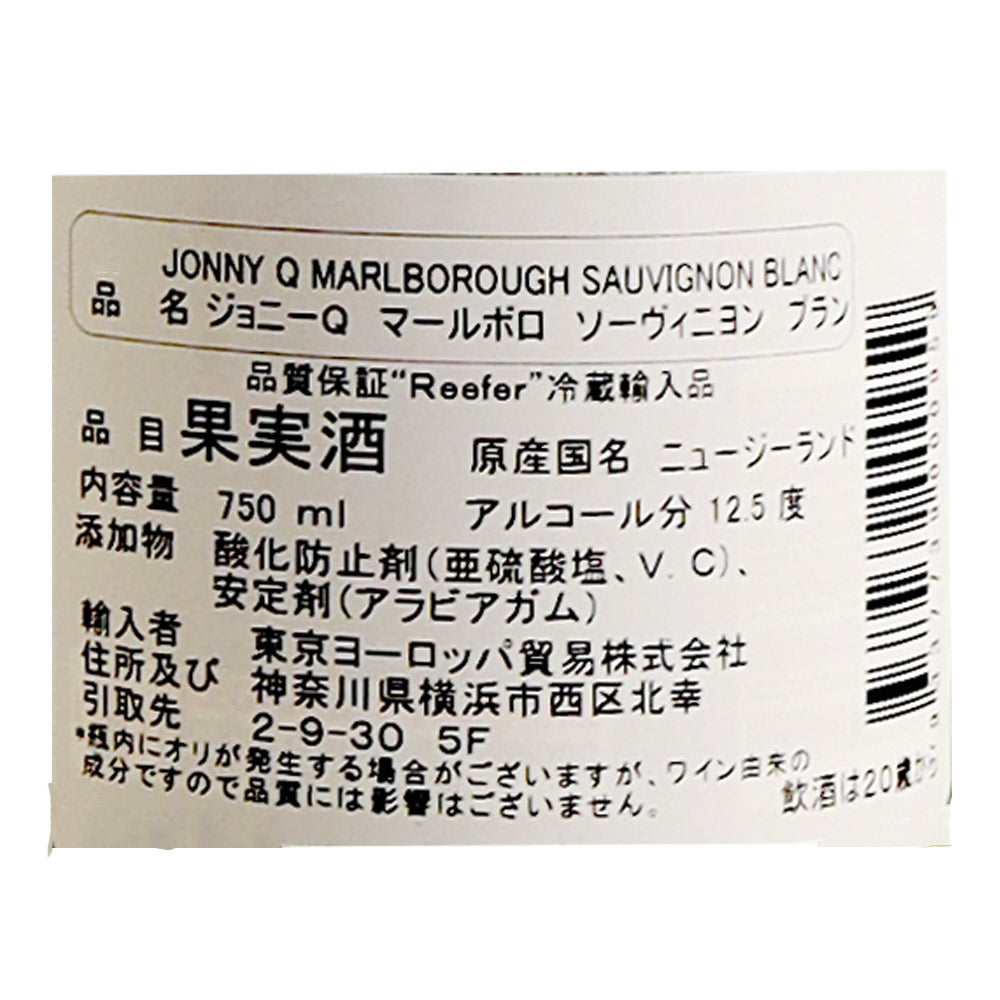 JONNY Q MARLBOROUGH SAUVIGNON BLANC
品 名 ジョニーQ マールボロ ソーヴィニヨン ブラン
品質保証“Reefer”冷蔵輸入品
品 目 果実酒 原産国名 ニュージーランド
内容量 750 ml アルコール分 12.5 度
添加物 酸化防止剤(亜硫酸塩、V. C)、
安定剤(アラビアガム)
輸入者 東京ヨーロッパ貿易株式会社
住所及び 神奈川県横浜市西区北幸
引取先 2-9-30 5F
*瓶内にオリが発生する場合がございますが、ワイン由来の
成分ですので品質には影響はございません。
飲酒は20歳から